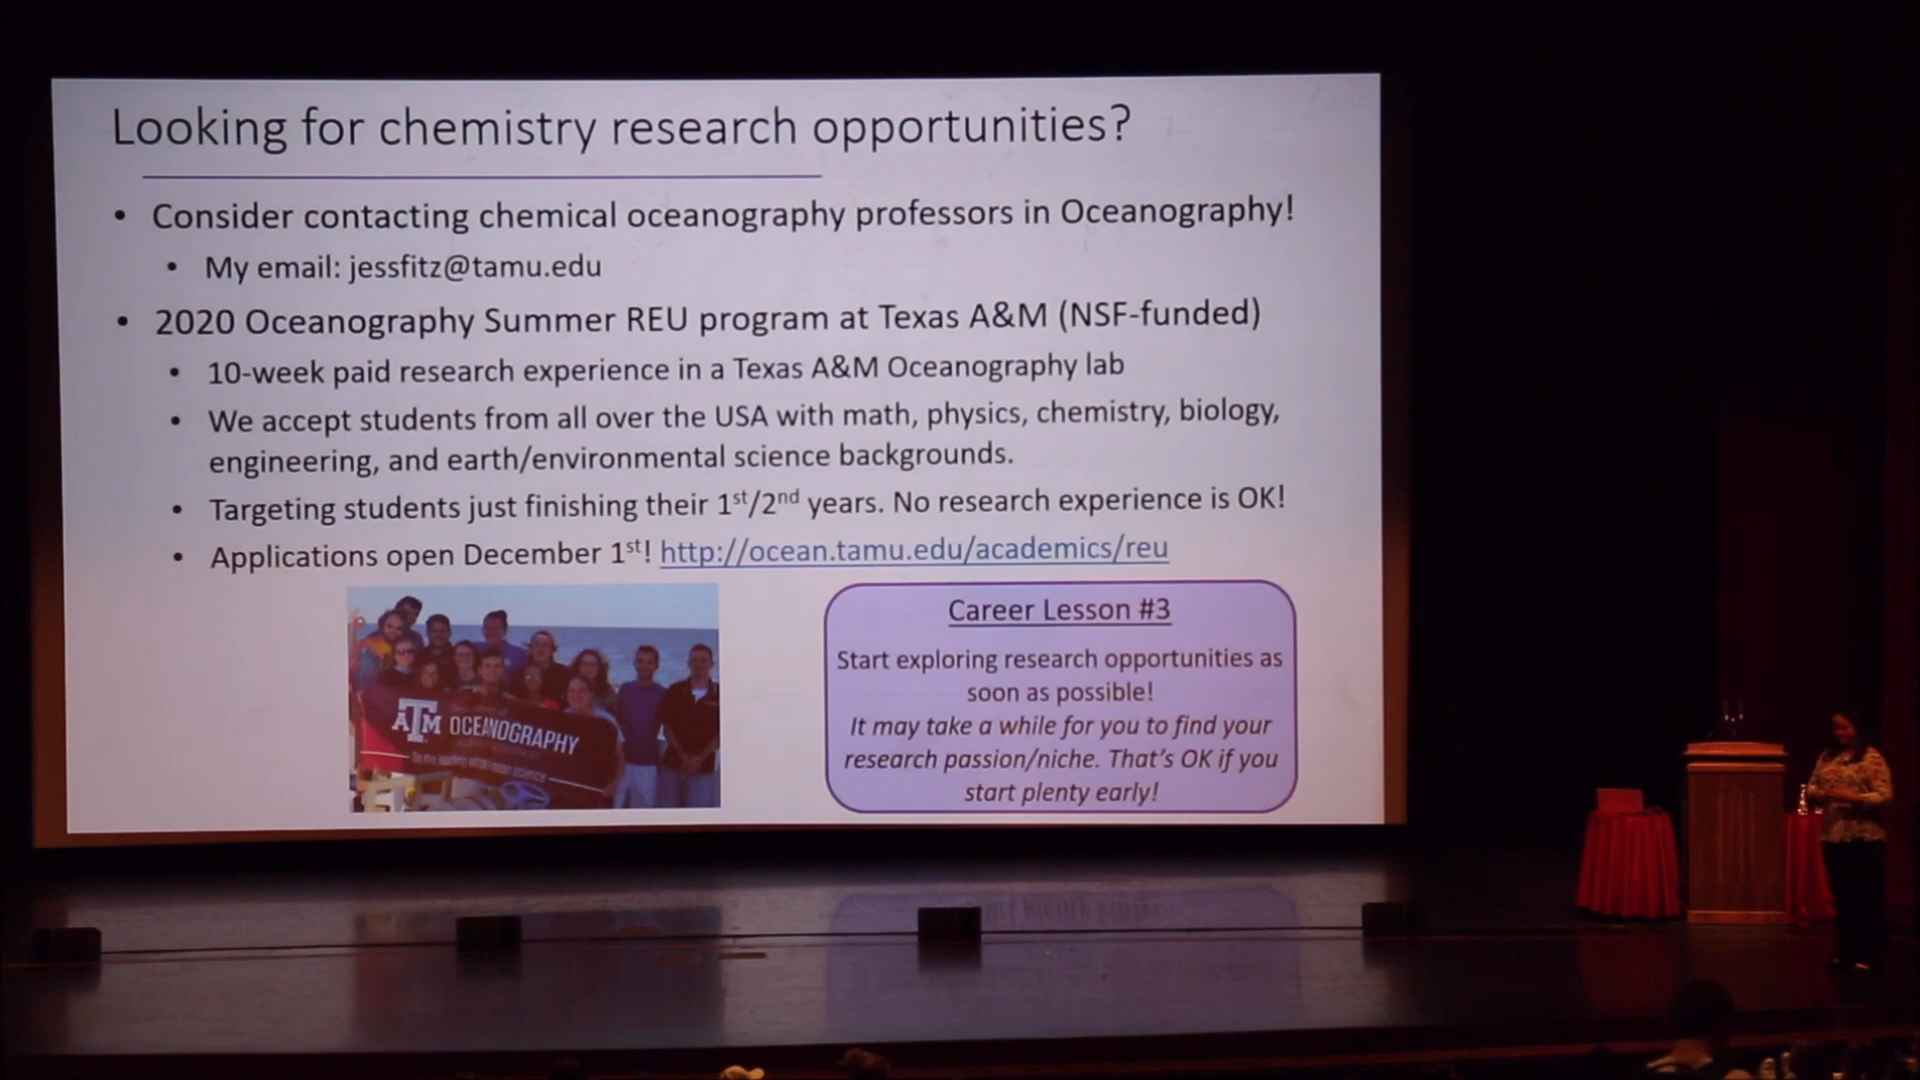 Looking for chemistry research opportunities?
• Consider contacting chemical oceanography professors in Oceanography!
• My email: jessfitz@tamu.edu
• 2020 Oceanography Summer REU program at Texas A&M (NSF-funded)
• 10-week paid research experience in a Texas A&M Oceanography lab
• We accept students from all over the USA with math, physics, chemistry, biology,
engineering, and earth/environmental science backgrounds.
• Targeting students just finishing their 1st/2nd years. No research experience is OK!
• Applications open December 1st! http://ocean.tamu.edu/academics/reu
ATM OCEANOGRAPHY
Career Lesson #3
Start exploring research opportunities as
soon as possible!
It may take a while for you to find your
research passion/niche. That's OK if you
start plenty early!